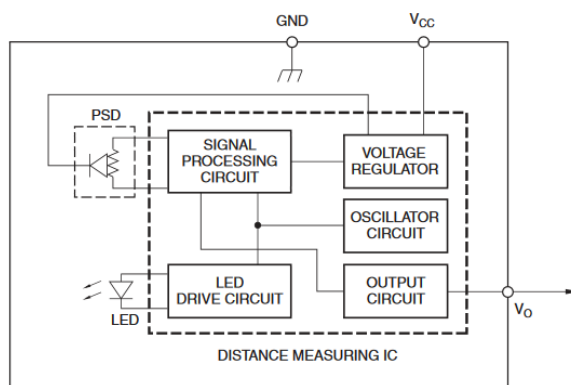 GND
VCC
PSD
SIGNAL
PROCESSING
CIRCUIT
VOLTAGE
REGULATOR
OSCILLATOR
CIRCUIT
LED
DRIVE CIRCUIT
OUTPUT
CIRCUIT
LED
VO
DISTANCE MEASURING IC